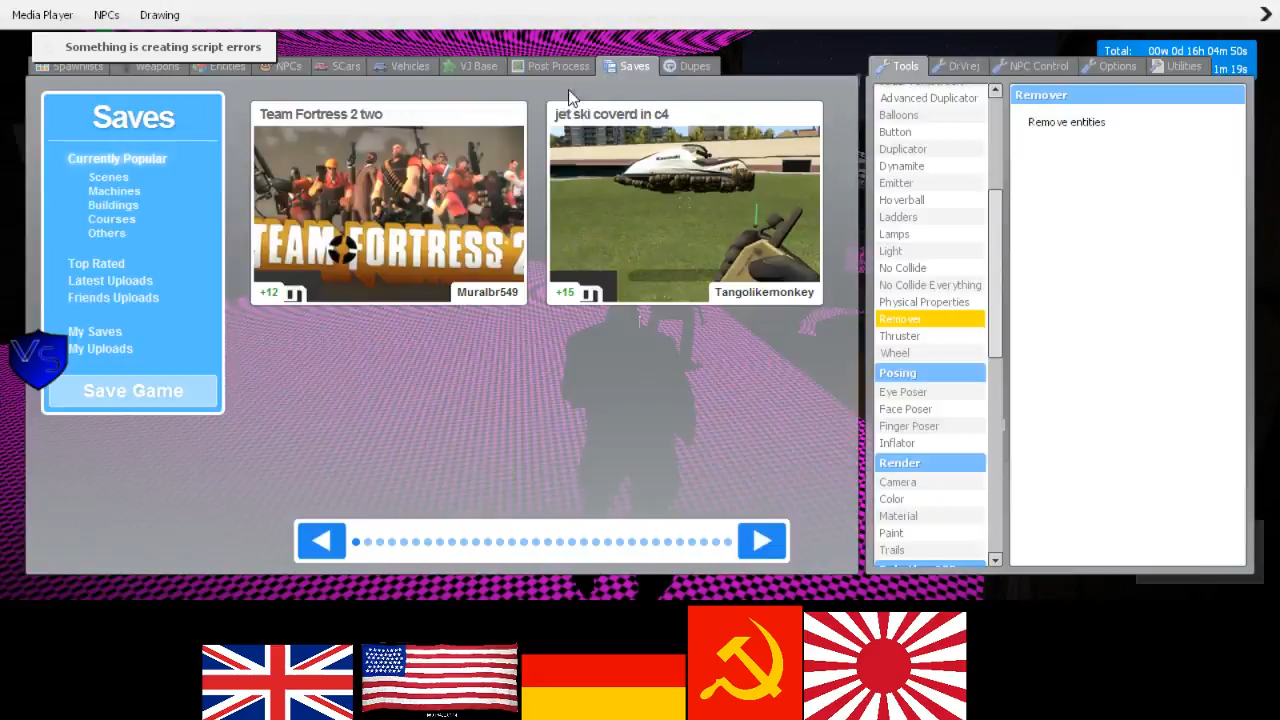 Media Player NPCs Drawing
Something is creating script errors
Total: 00w 0d 16h 04m 50s
1m 19s
Spawnlists Weapons Entities NPCs SCars Vehicles VJ Base Post Process Saves Dupes
Tools DrVrej NPC Control Options Utilities
Saves
Currently Popular
Scenes
Machines
Buildings
Courses
Others
Top Rated
Latest Uploads
Friends Uploads
My Saves
My Uploads
Save Game
VS
Team Fortress 2 two
TEAM FORTRESS 2
+12
Muralbr549
jet ski coverd in c4
Kawasaki
+15
Tangolikemonkey
Advanced Duplicator
Balloons
Button
Duplicator
Dynamite
Emitter
Hoverball
Ladders
Lamps
Light
No Collide
No Collide Everything
Physical Properties
Remover
Thruster
Wheel
Posing
Eye Poser
Face Poser
Finger Poser
Inflator
Render
Camera
Color
Material
Paint
Trails
Remover
Remove entities